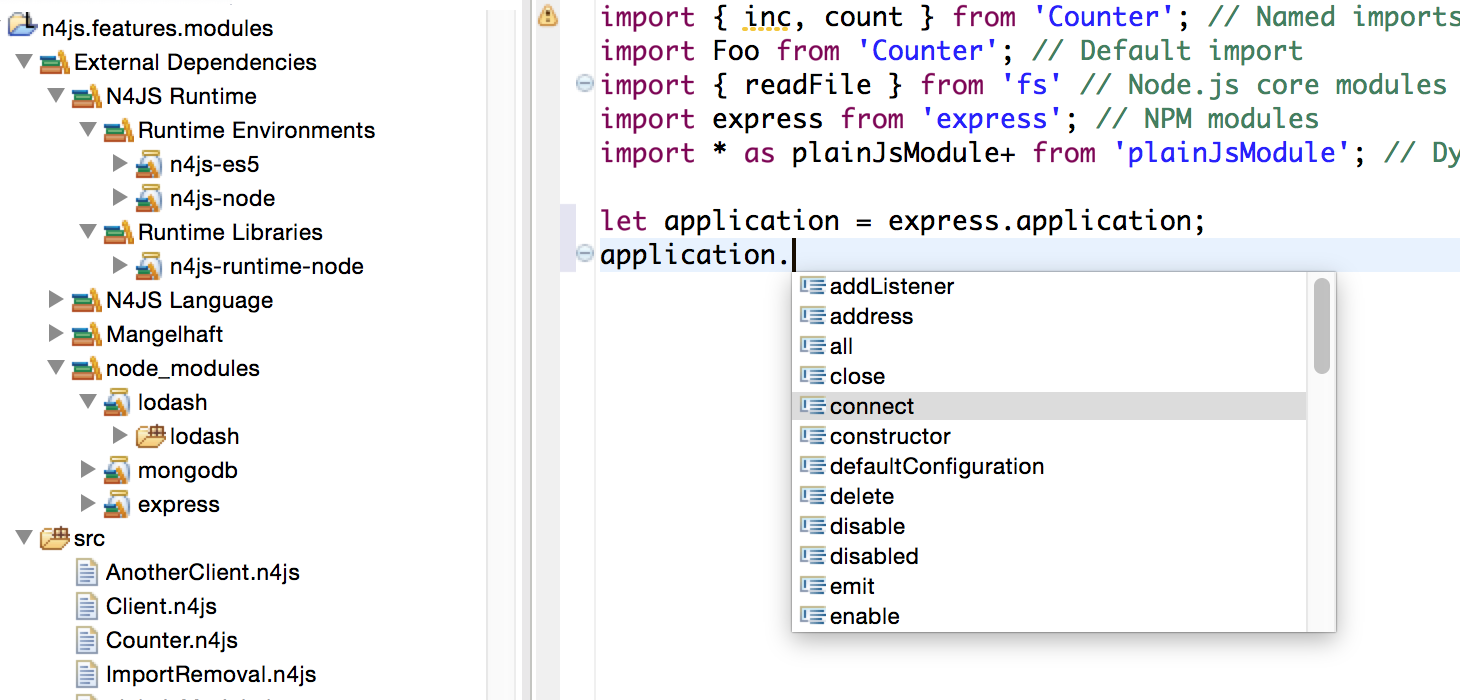 n4js.features.modules
External Dependencies
N4JS Runtime
Runtime Environments
n4js-es5
n4js-node
Runtime Libraries
n4js-runtime-node
N4JS Language
Mangelhaft
node_modules
lodash
lodash
mongodb
express
src
AnotherClient.n4js
Client.n4js
Counter.n4js
ImportRemoval.n4js
import { inc, count } from 'Counter'; // Named imports
import Foo from 'Counter'; // Default import
import { readFile } from 'fs' // Node.js core modules
import express from 'express'; // NPM modules
import * as plainJsModule+ from 'plainJsModule'; // Dy
let application = express.application;
application.
addListener
address
all
close
connect
constructor
defaultConfiguration
delete
disable
disabled
emit
enable